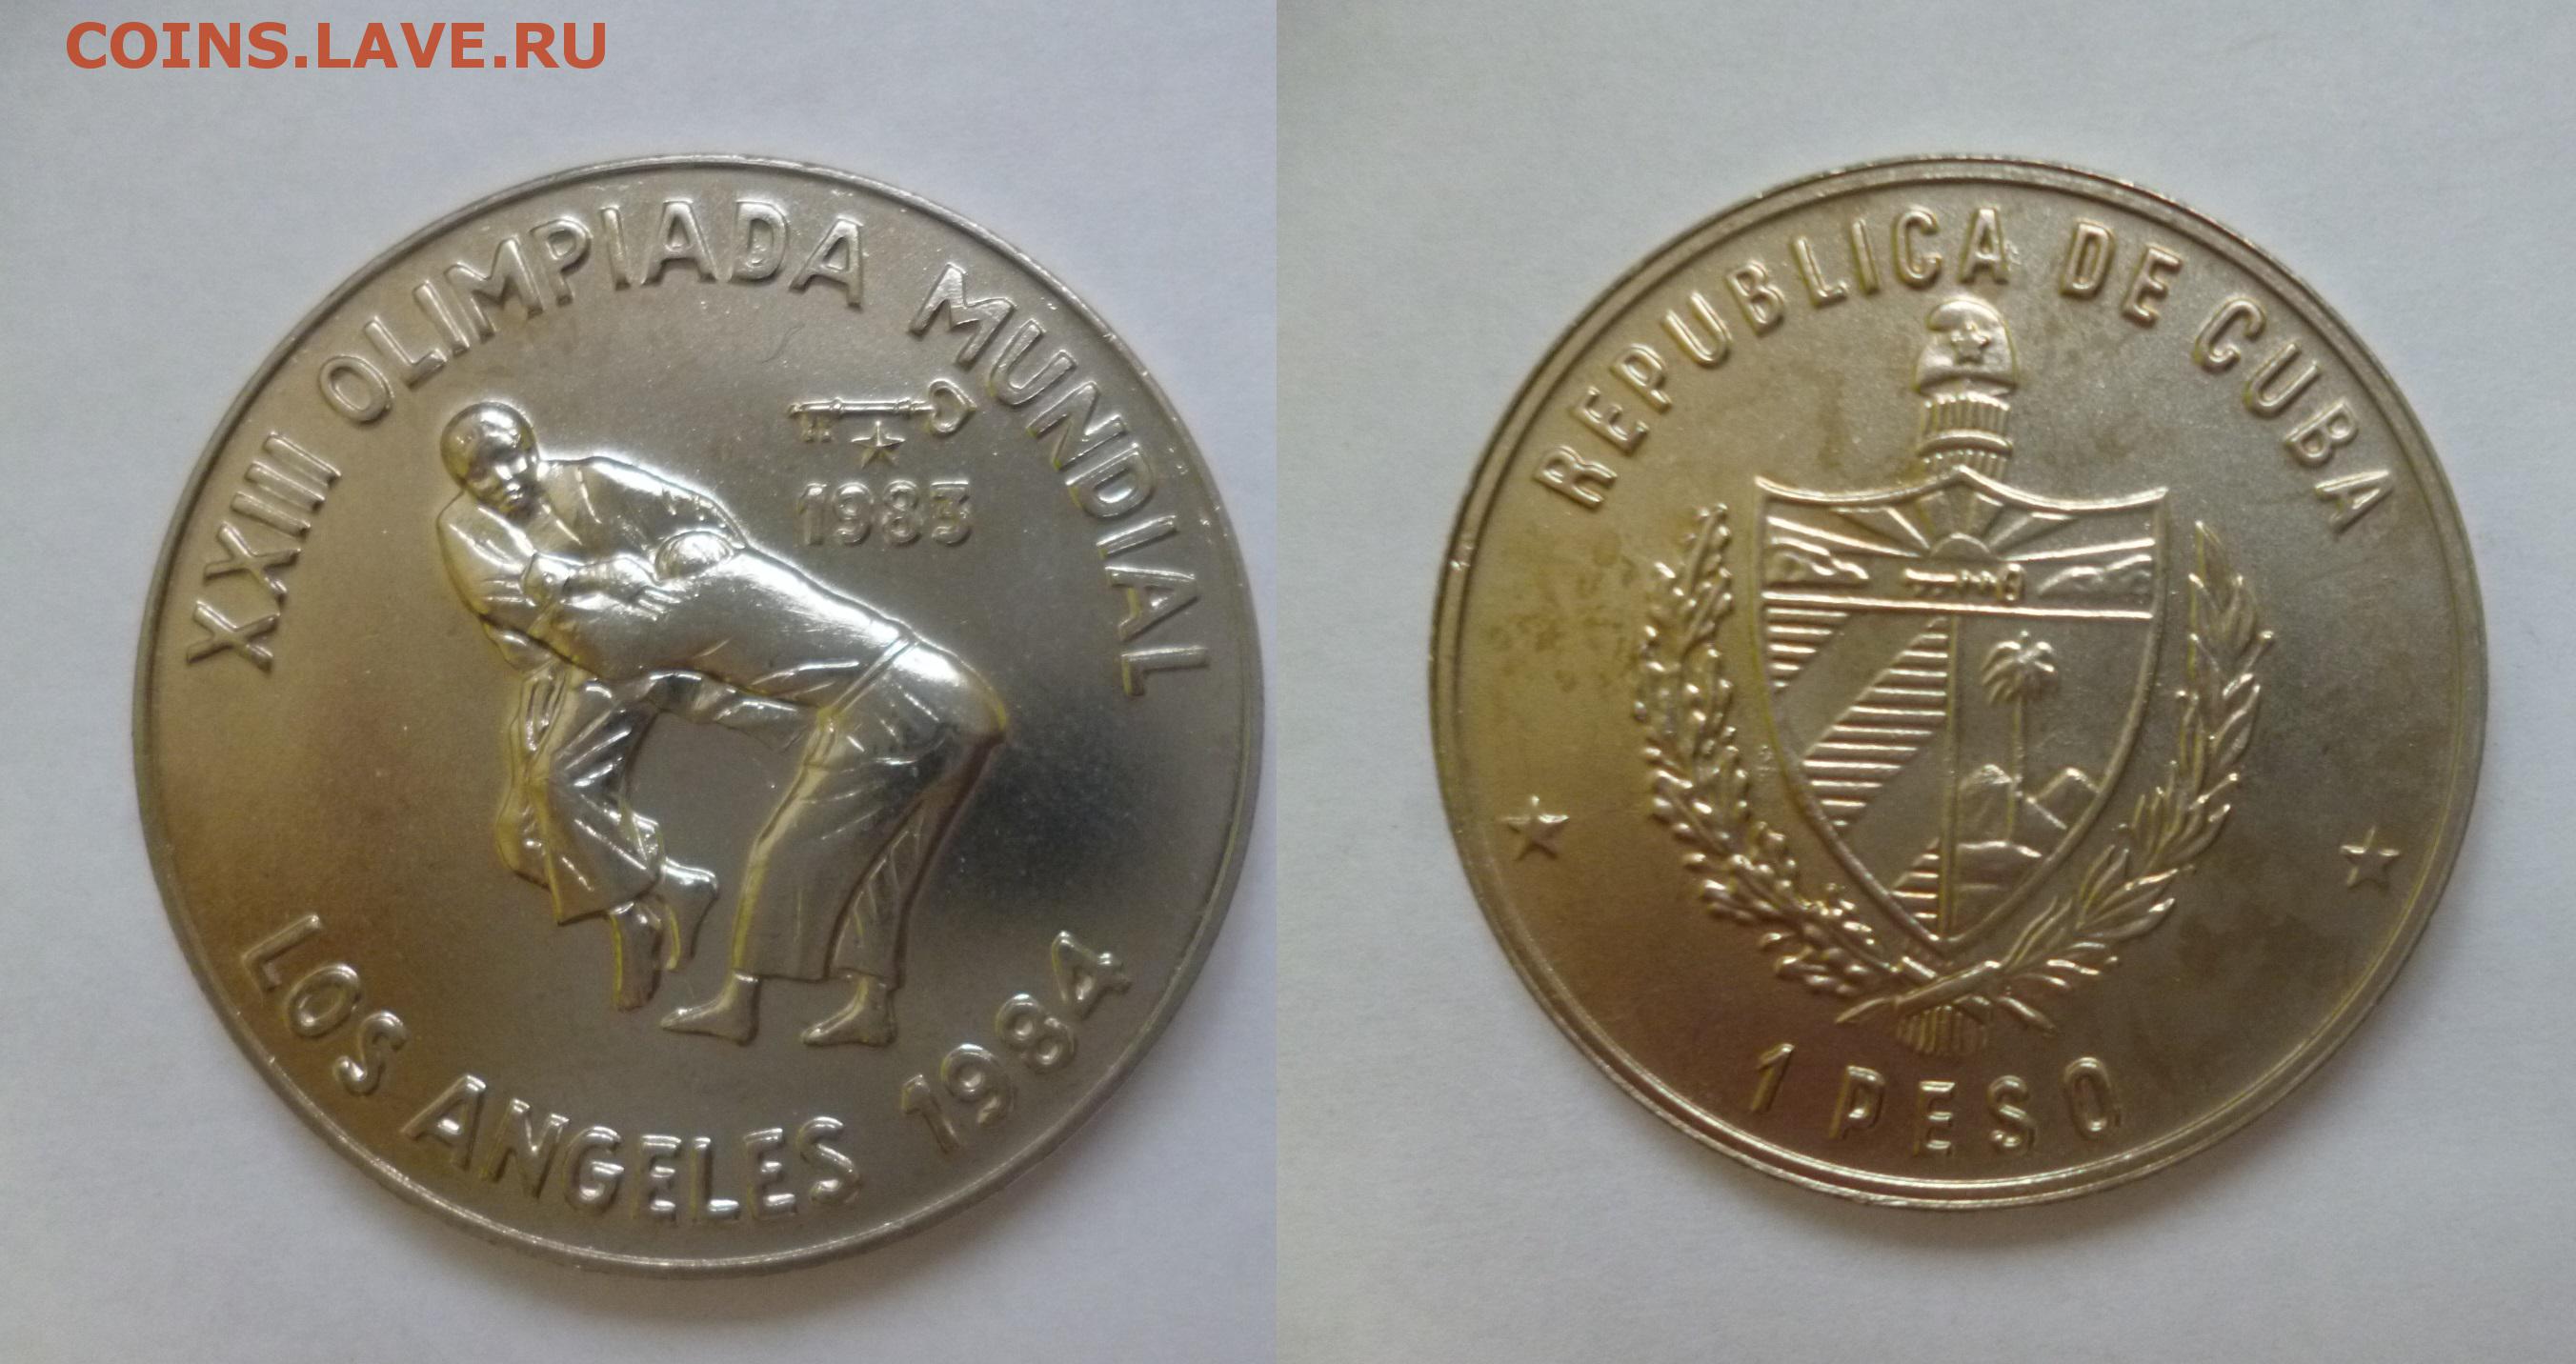 COINS.LAVE.RU
XXIII OLIMPIADA MUNDIAL
1983
LOS ANGELES 1984
REPUBLICA DE CUBA
1 PESO